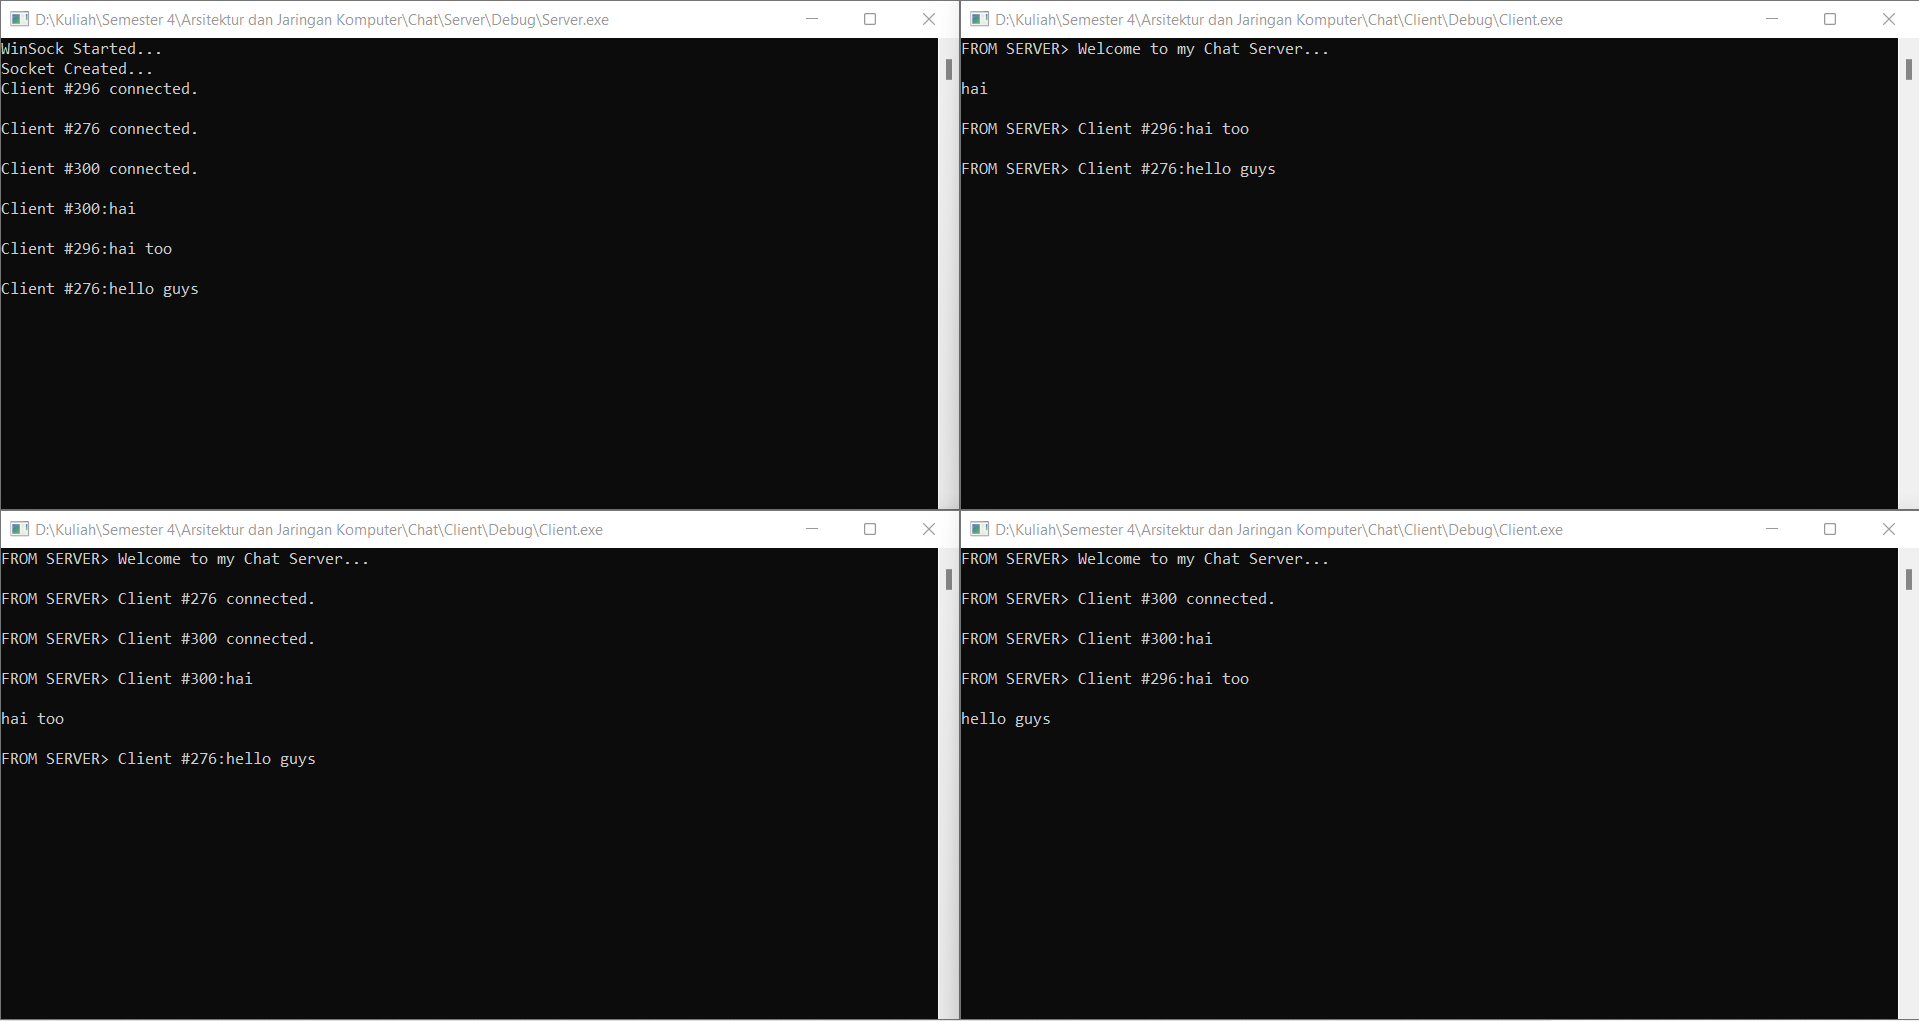 D:\Kuliah\Semester 4\Arsitektur dan Jaringan Komputer\Chat\Server\Debug\Server.exe
WinSock Started...
Socket Created...
Client #296 connected.
Client #276 connected.
Client #300 connected.
Client #300:hai
Client #296:hai too
Client #276:hello guys
D:\Kuliah\Semester 4\Arsitektur dan Jaringan Komputer\Chat\Client\Debug\Client.exe
FROM SERVER> Welcome to my Chat Server...
hai
FROM SERVER> Client #296:hai too
FROM SERVER> Client #276:hello guys
D:\Kuliah\Semester 4\Arsitektur dan Jaringan Komputer\Chat\Client\Debug\Client.exe
FROM SERVER> Welcome to my Chat Server...
FROM SERVER> Client #276 connected.
FROM SERVER> Client #300 connected.
FROM SERVER> Client #300:hai
hai too
FROM SERVER> Client #276:hello guys
D:\Kuliah\Semester 4\Arsitektur dan Jaringan Komputer\Chat\Client\Debug\Client.exe
FROM SERVER> Welcome to my Chat Server...
FROM SERVER> Client #300 connected.
FROM SERVER> Client #300:hai
FROM SERVER> Client #296:hai too
hello guys